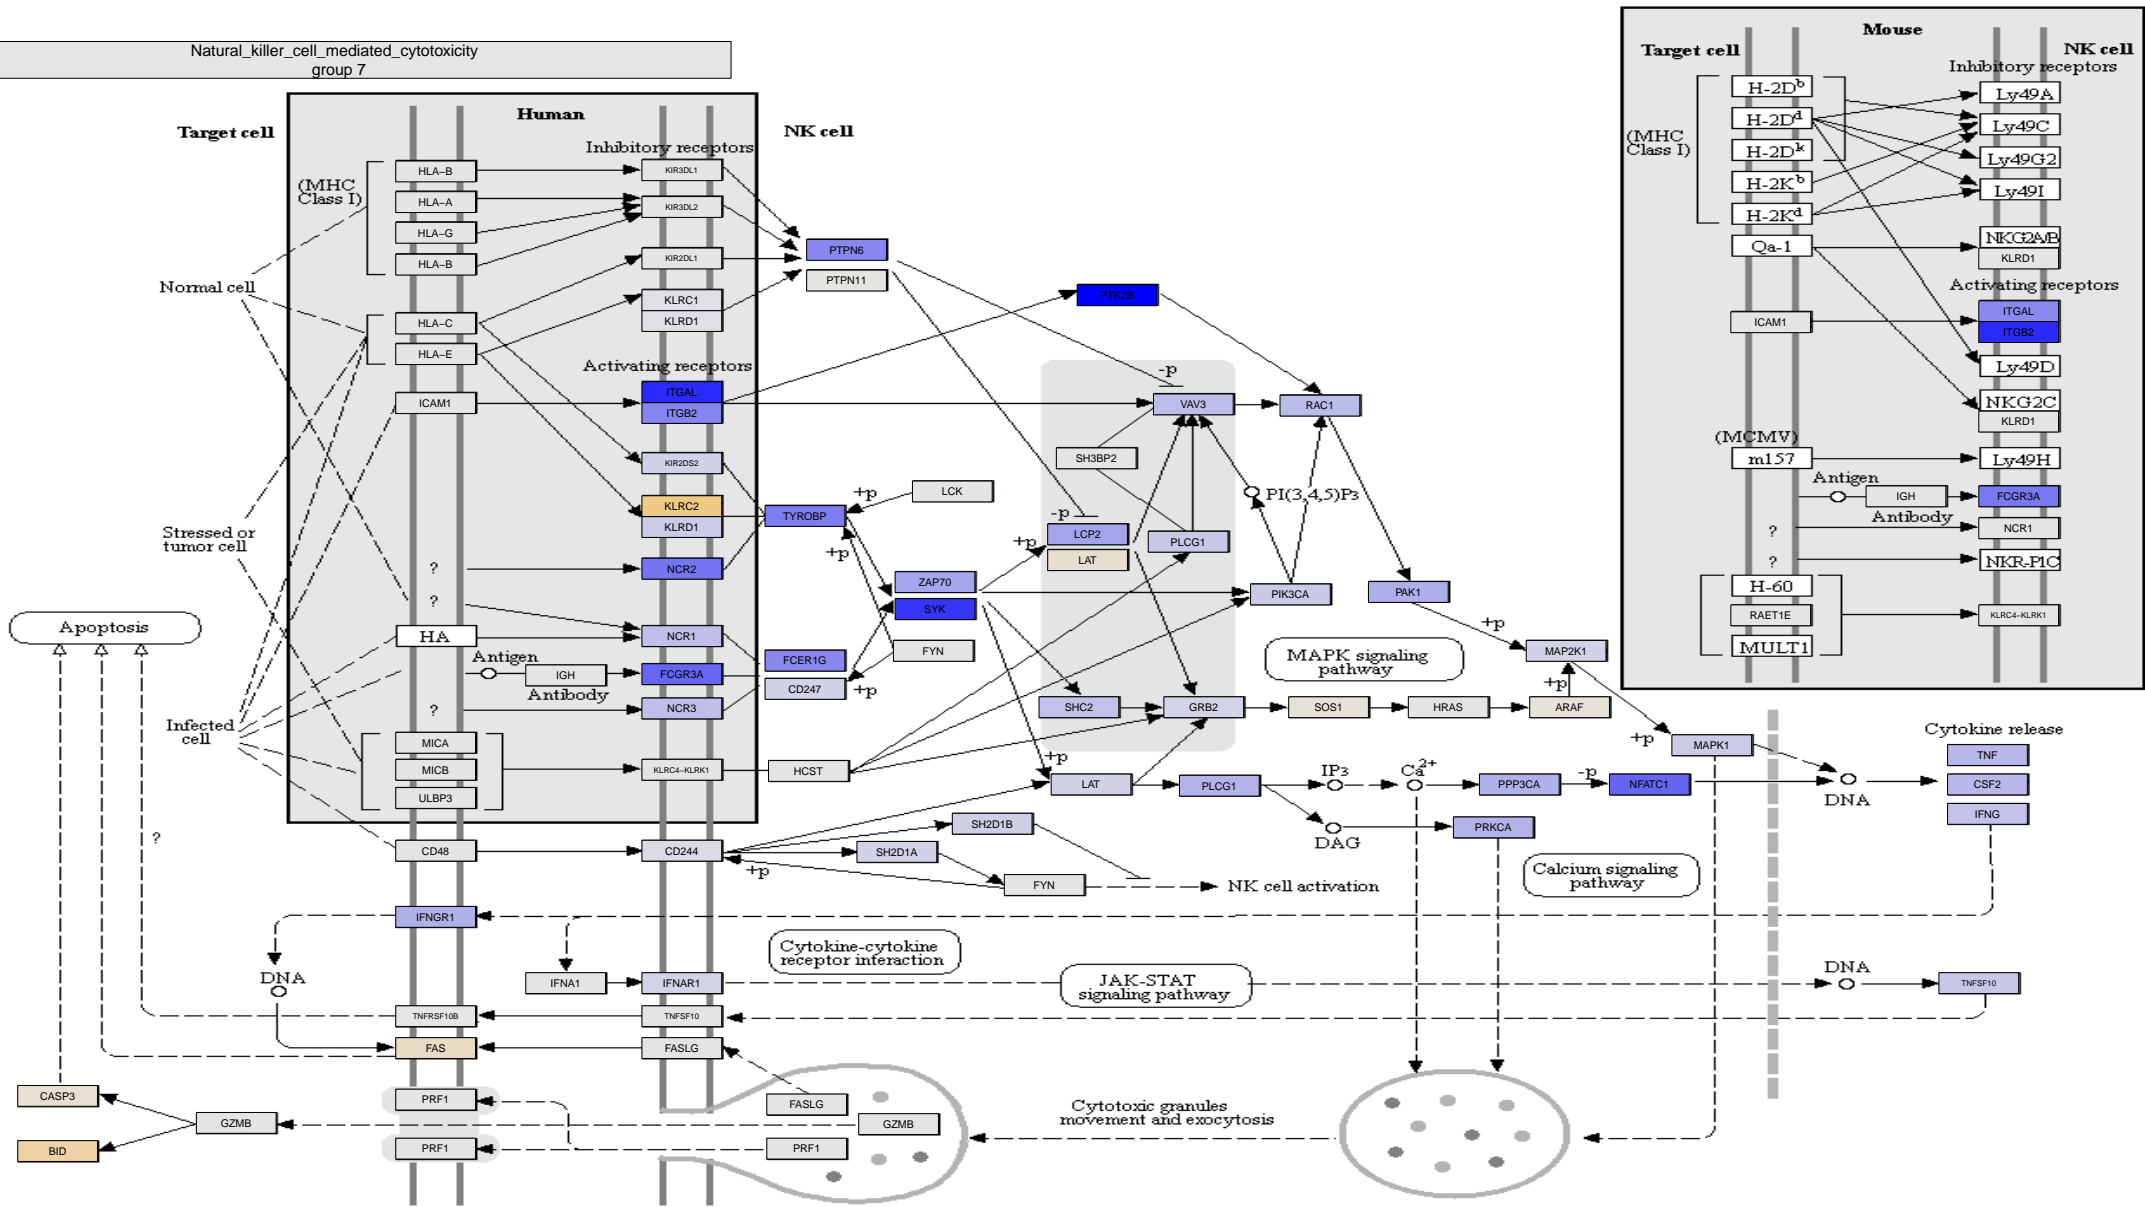 Natural_killer_cell_mediated_cytotoxicity
group 7
Target cell
Human
NK cell
Inhibitory receptors
(MHC
Class I)
HLA–B
HLA–A
HLA–G
HLA–B
HLA–C
HLA–E
ICAM1
KIR3DL1
KIR3DL2
KIR2DL1
KLRC1
KLRD1
Activating receptors
ITGAL
ITGB2
KIR2DS2
KLRC2
KLRD1
NCR2
NCR1
FCGR3A
NCR3
KLRC4–KLRK1
Normal cell
Stressed or
tumor cell
Infected
cell
?
?
HA
Antigen
IGH
Antibody
?
MICA
MICB
ULBP3
CD48
CD244
Apoptosis
?
PTPN6
PTPN11
PTK2B
-p
VAV3
RAC1
SH3BP2
PI(3,4,5)P3
LCK
+p
TYROBP
+p
-p
LCP2
LAT
+p
PLCG1
ZAP70
SYK
FYN
FCER1G
CD247
+p
PIK3CA
PAK1
+p
MAP2K1
MAPK signaling
pathway
+p
SHC2
GRB2
SOS1
HRAS
ARAF
+p
MAPK1
HCST
+p
LAT
PLCG1
IP3
Ca2+
PPP3CA
-p
NFATC1
DNA
Cytokine release
TNF
CSF2
IFNG
DAG
PRKCA
Calcium signaling
pathway
SH2D1B
SH2D1A
+p
FYN
NK cell activation
IFNGR1
DNA
Cytokine-cytokine
receptor interaction
IFNA1
IFNAR1
JAK-STAT
signaling pathway
DNA
TNFSF10
TNFRSF10B
TNFSF10
FAS
FASLG
CASP3
GZMB
BID
PRF1
PRF1
FASLG
GZMB
PRF1
Cytotoxic granules
movement and exocytosis
Mouse
Target cell
NK cell
Inhibitory receptors
(MHC
Class I)
H-2Db
H-2Dd
H-2Dk
H-2Kb
H-2Kd
Qa-1
Ly49A
Ly49C
Ly49G2
Ly49I
NKG2A/B
KLRD1
Activating receptors
ICAM1
ITGAL
ITGB2
Ly49D
NKG2C
KLRD1
(MCMV)
m157
Ly49H
Antigen
IGH
Antibody
FCGR3A
?
NCR1
?
NKR-P1C
H-60
RAET1E
MULT1
KLRC4–KLRK1